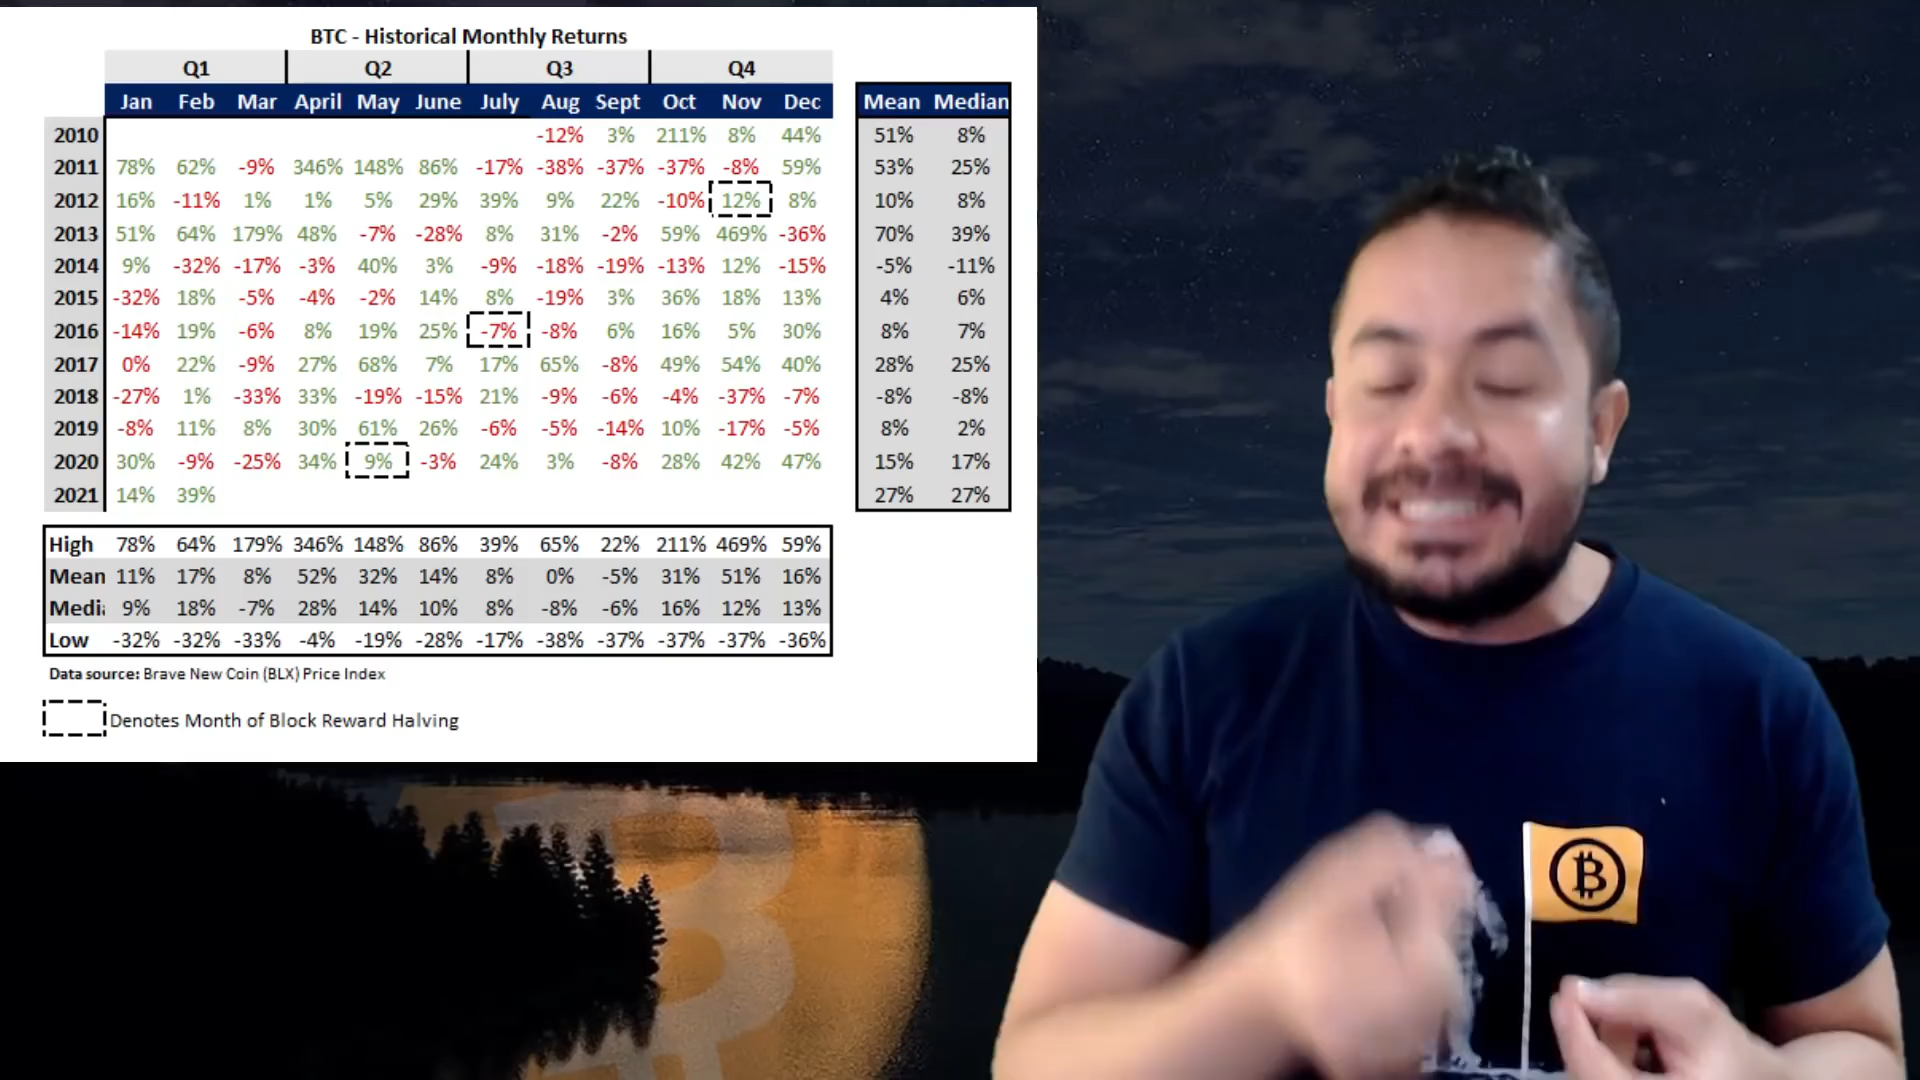 BTC - Historical Monthly Returns
Q1 Q2 Q3 Q4
Jan Feb Mar April May June July Aug Sept Oct Nov Dec Mean Median
2010 -12% 3% 211% 8% 44% 51% 8%
2011 78% 62% -9% 346% 148% 86% -17% -38% -37% -37% -8% 59% 53% 25%
2012 16% -11% 1% 1% 5% 29% 39% 9% 22% -10% 12% 8% 10% 8%
2013 51% 64% 179% 48% -7% -28% 8% 31% -2% 59% 469% -36% 70% 39%
2014 9% -32% -17% -3% 40% 3% -9% -18% -19% -13% 12% -15% -5% -11%
2015 -32% 18% -5% -4% -2% 14% 8% -19% 3% 36% 18% 13% 4% 6%
2016 -14% 19% -6% 8% 19% 25% -7% -8% 6% 16% 5% 30% 8% 7%
2017 0% 22% -9% 27% 68% 7% 17% 65% -8% 49% 54% 40% 28% 25%
2018 -27% 1% -33% 33% -19% -15% 21% -9% -6% -4% -37% -7% -8% -8%
2019 -8% 11% 8% 30% 61% 26% -6% -5% -14% 10% -17% -5% 8% 2%
2020 30% -9% -25% 34% 9% -3% 24% 3% -8% 28% 42% 47% 15% 17%
2021 14% 39% 27% 27%
High 78% 64% 179% 346% 148% 86% 39% 65% 22% 211% 469% 59%
Mean 11% 17% 8% 52% 32% 14% 8% 0% -5% 31% 51% 16%
Medi 9% 18% -7% 28% 14% 10% 8% -8% -6% 16% 12% 13%
Low -32% -32% -33% -4% -19% -28% -17% -38% -37% -37% -37% -36%
Data source: Brave New Coin (BLX) Price Index
Denotes Month of Block Reward Halving